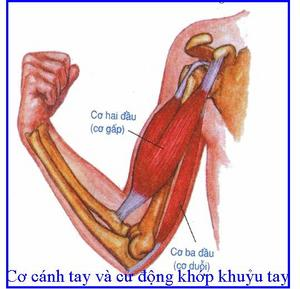 Cơ hai đầu
(cơ gấp)
Cơ ba đầu
(cơ duỗi)
Cơ cánh tay và cử động khớp khuỷu tay